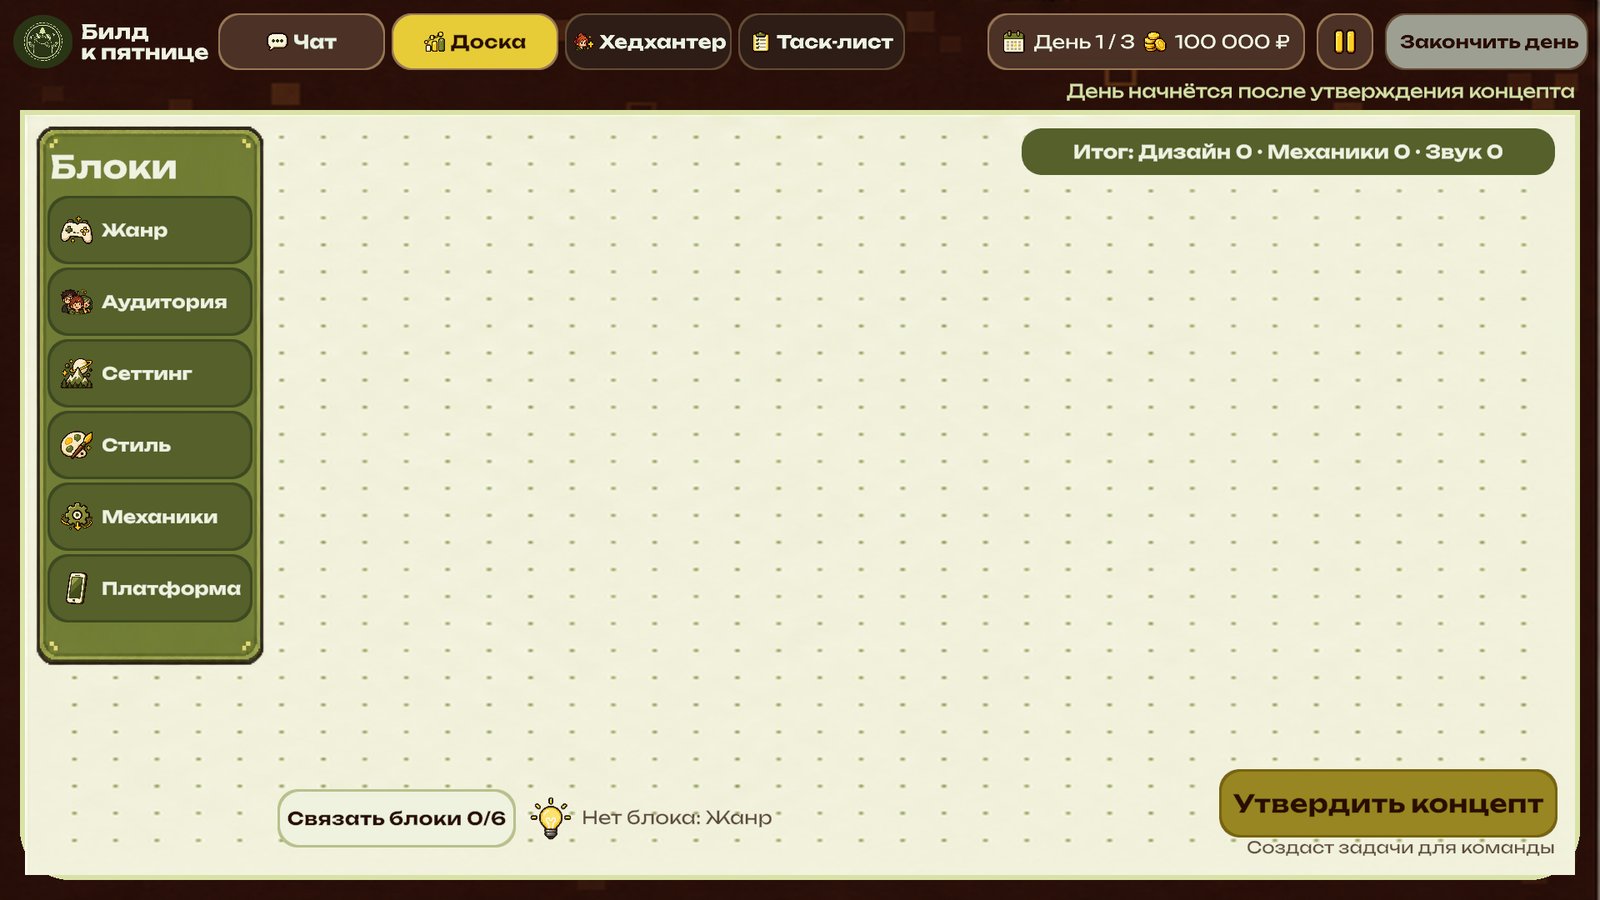 Билд
к пятнице
Чат
Доска
Хедхантер
Таск-лист
День 1 / 3
100 000 ₽
Закончить день
День начнётся после утверждения концепта
Блоки
Жанр
Аудитория
Сеттинг
Стиль
Механики
Платформа
Итог: Дизайн 0 · Механики 0 · Звук 0
Связать блоки 0/6
Нет блока: Жанр
Утвердить концепт
Создаст задачи для команды